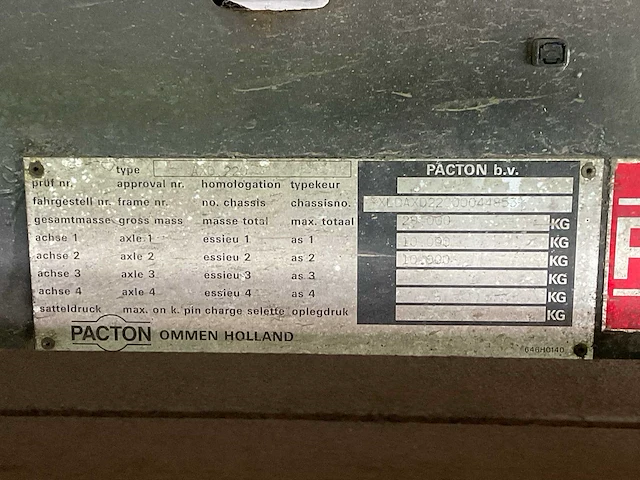 type AXD 220 PACTON b.v.
prüf nr. approval nr. homologation typekeur
fahrgestell nr. frame nr. no. chassis chassisno.
gesamtmasse gross mass masse total max. totaal KG
achse 1 axle 1 essieu 1 as 1 KG
achse 2 axle 2 essieu 2 as 2 KG
achse 3 axle 3 essieu 3 as 3 KG
achse 4 axle 4 essieu 4 as 4 KG
satteldruck max. on k. pin charge selette oplegdruk KG
PACTON OMMEN HOLLAND
646H0140